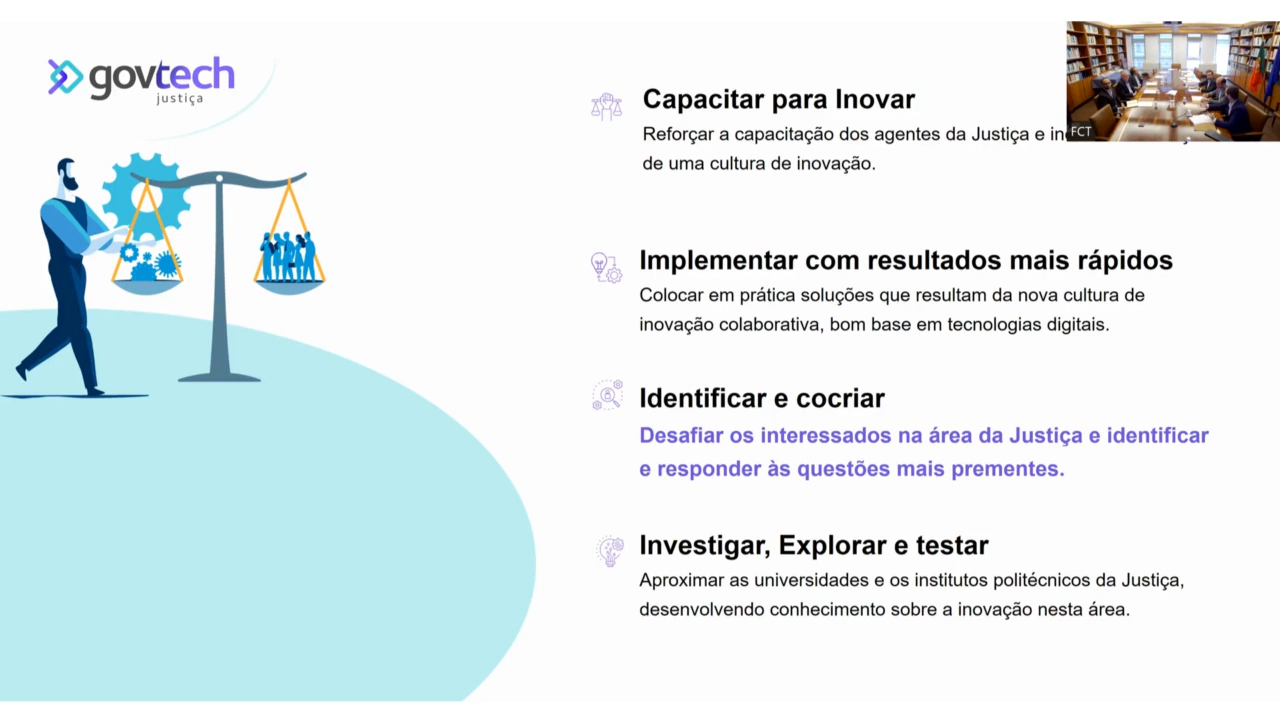 govtech
justiça
Capacitar para Inovar
Reforçar a capacitação dos agentes da Justiça e
de uma cultura de inovação.
FCT
Implementar com resultados mais rápidos
Colocar em prática soluções que resultam da nova cultura de
inovação colaborativa, bom base em tecnologias digitais.
Identificar e cocriar
Desafiar os interessados na área da Justiça e identificar
e responder às questões mais prementes.
Investigar, Explorar e testar
Aproximar as universidades e os institutos politécnicos da Justiça,
desenvolvendo conhecimento sobre a inovação nesta área.